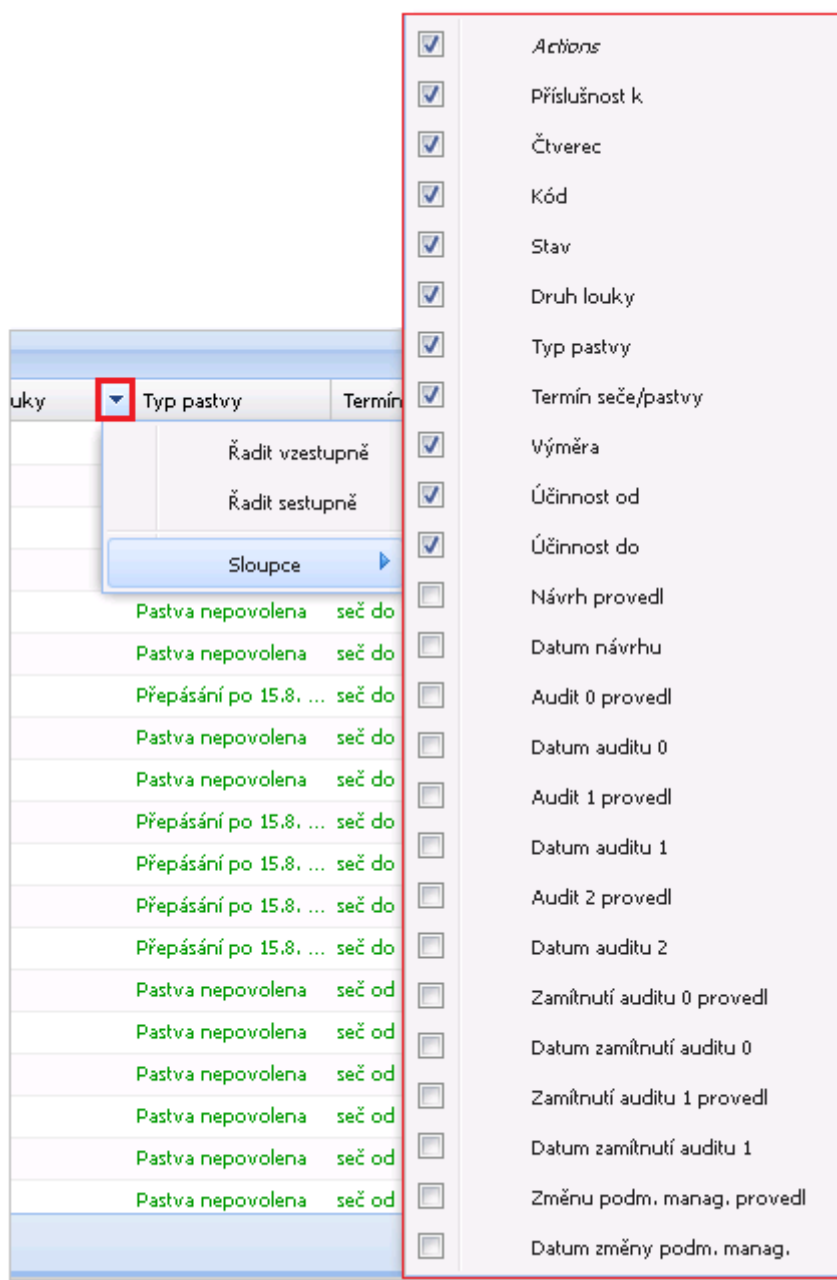 Actions
Příslušnost k
Čtverec
Kód
Stav
Druh louky
Typ pastvy
Termín seče/pastvy
Výměra
Účinnost od
Účinnost do
Návrh provedl
Datum návrhu
Audit 0 provedl
Datum auditu 0
Audit 1 provedl
Datum auditu 1
Audit 2 provedl
Datum auditu 2
Zamítnutí auditu 0 provedl
Datum zamítnutí auditu 0
Zamítnutí auditu 1 provedl
Datum zamítnutí auditu 1
Změnu podm. manag. provedl
Datum změny podm. manag.
uky Typ pastvy Termín
Řadit vzestupně
Řadit sestupně
Sloupce
Pastva nepovolena seč do
Pastva nepovolena seč do
Přepásání po 15.8. ... seč do
Pastva nepovolena seč do
Pastva nepovolena seč do
Přepásání po 15.8. ... seč do
Přepásání po 15.8. ... seč do
Přepásání po 15.8. ... seč do
Přepásání po 15.8. ... seč do
Pastva nepovolena seč od
Pastva nepovolena seč od
Pastva nepovolena seč od
Pastva nepovolena seč od
Pastva nepovolena seč od
Pastva nepovolena seč od